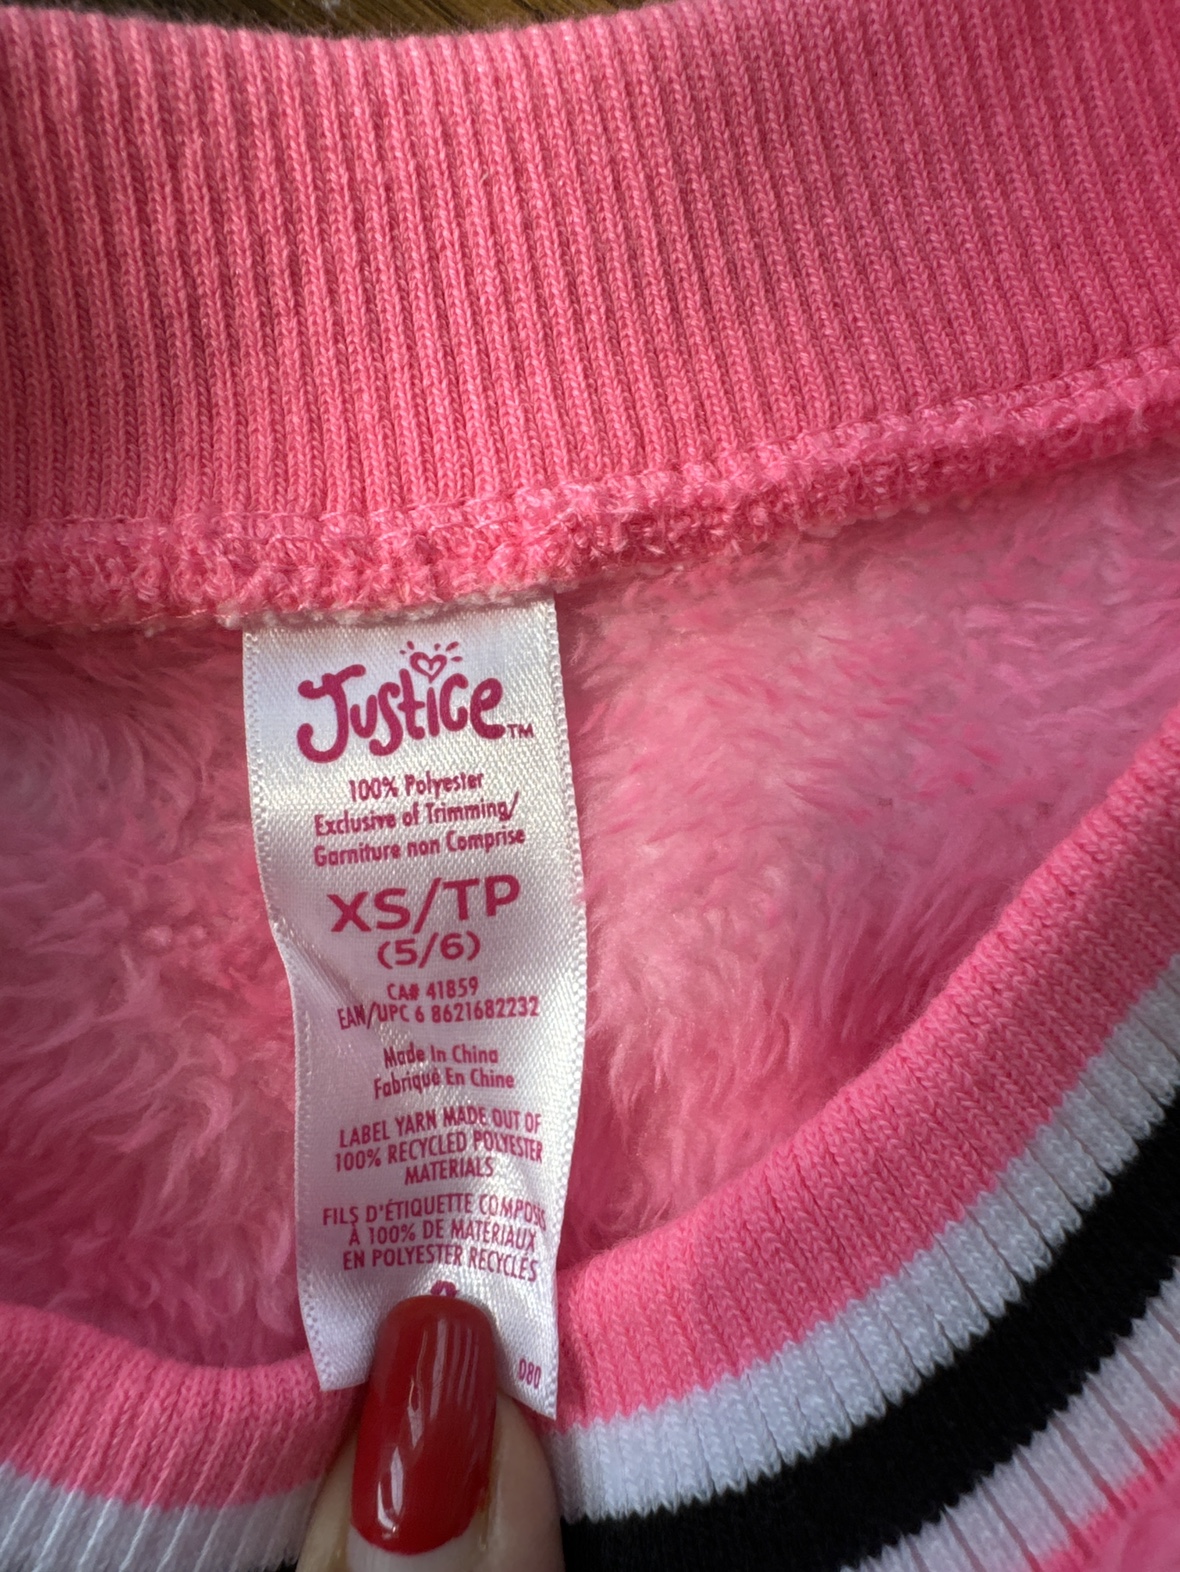 Justice™
100% Polyester
Exclusive of Trimming/
Garniture non Comprise
XS/TP
(5/6)
CA# 41859
EAN/UPC 6 8621682232
Made In China
Fabriqué En Chine
LABEL YARN MADE OUT OF
100% RECYCLED POLYESTER
MATERIALS
FILS D'ÉTIQUETTE COMPOSÉS
À 100% DE MATÉRIAUX
EN POLYESTER RECYCLÉS
080